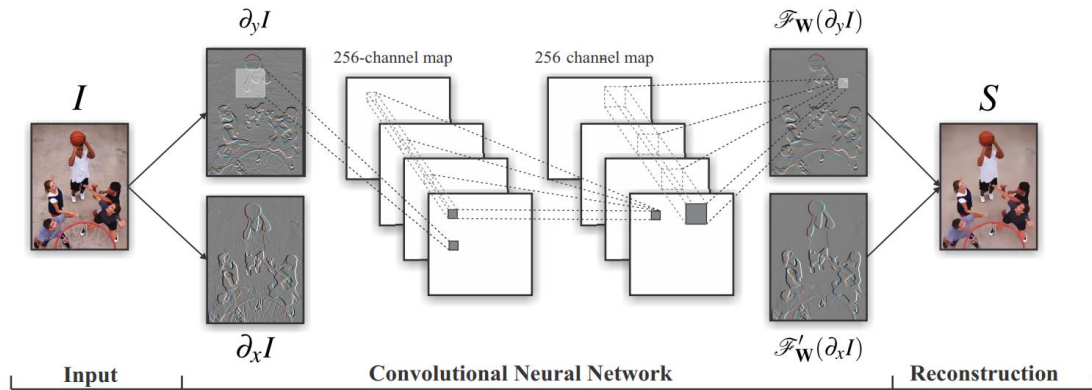 ∂yI
ℱW(∂yI)
256-channel map
256 channel map
I
S
∂xI
ℱ′W(∂xI)
Input
Convolutional Neural Network
Reconstruction